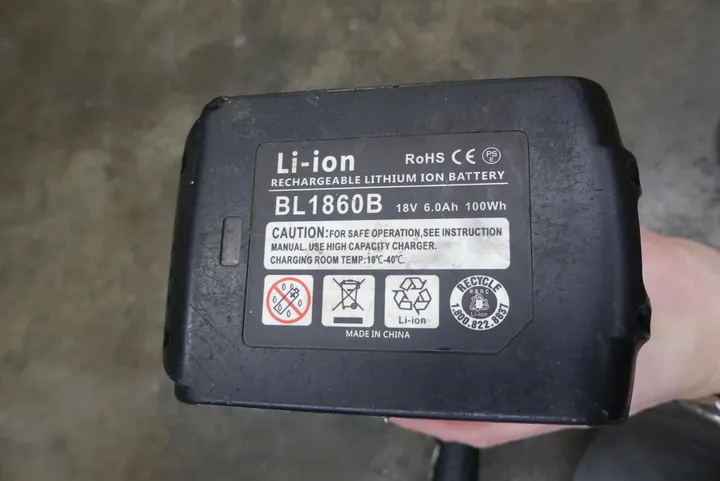 Li-ion RoHS CE PS E
RECHARGEABLE LITHIUM ION BATTERY
BL1860B 18V 6.0Ah 100Wh
CAUTION:FOR SAFE OPERATION,SEE INSTRUCTION
MANUAL. USE HIGH CAPACITY CHARGER.
CHARGING ROOM TEMP:10℃-40℃.
Li-ion
RECYCLE
RBRC
Li-ion
1.800.822.8837
MADE IN CHINA